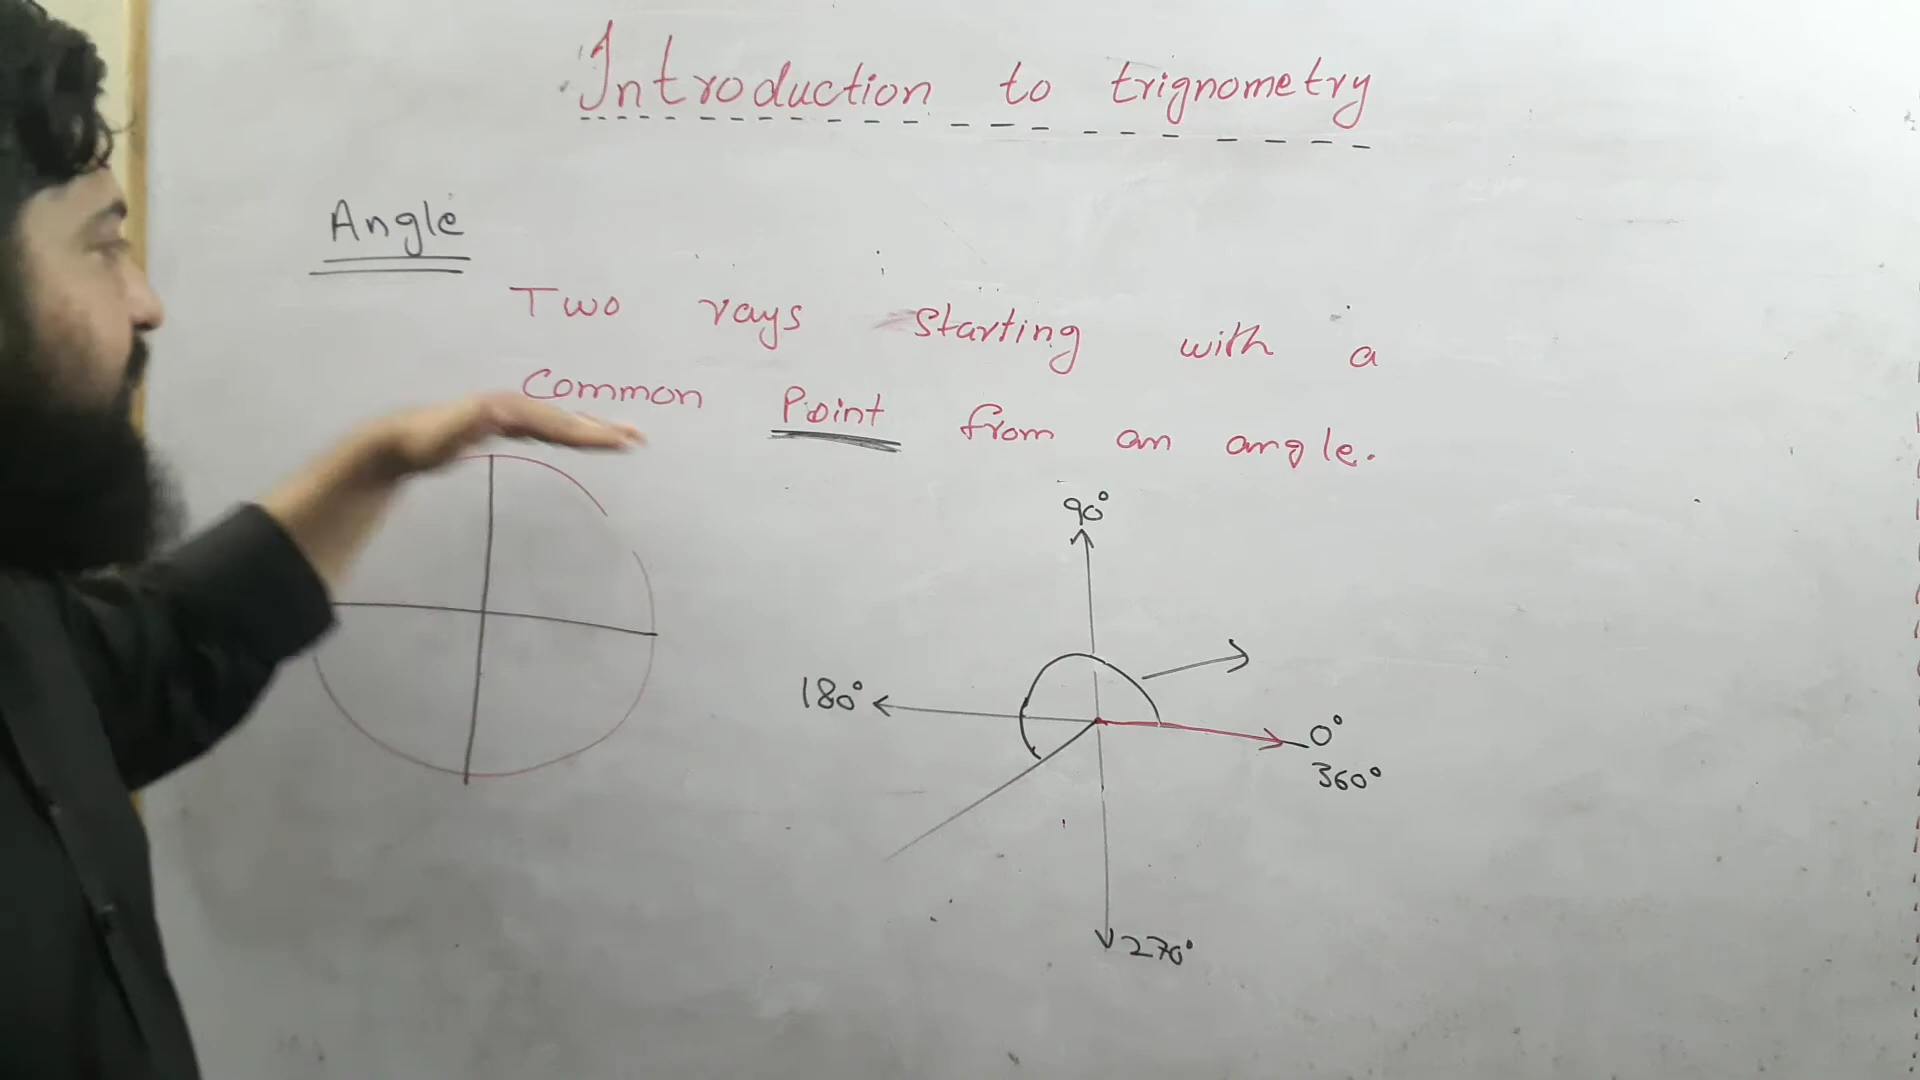 Introduction to trignometry
Angle
Two rays starting with a
Common Point from an angle.
90°
180°
0°
360°
270°